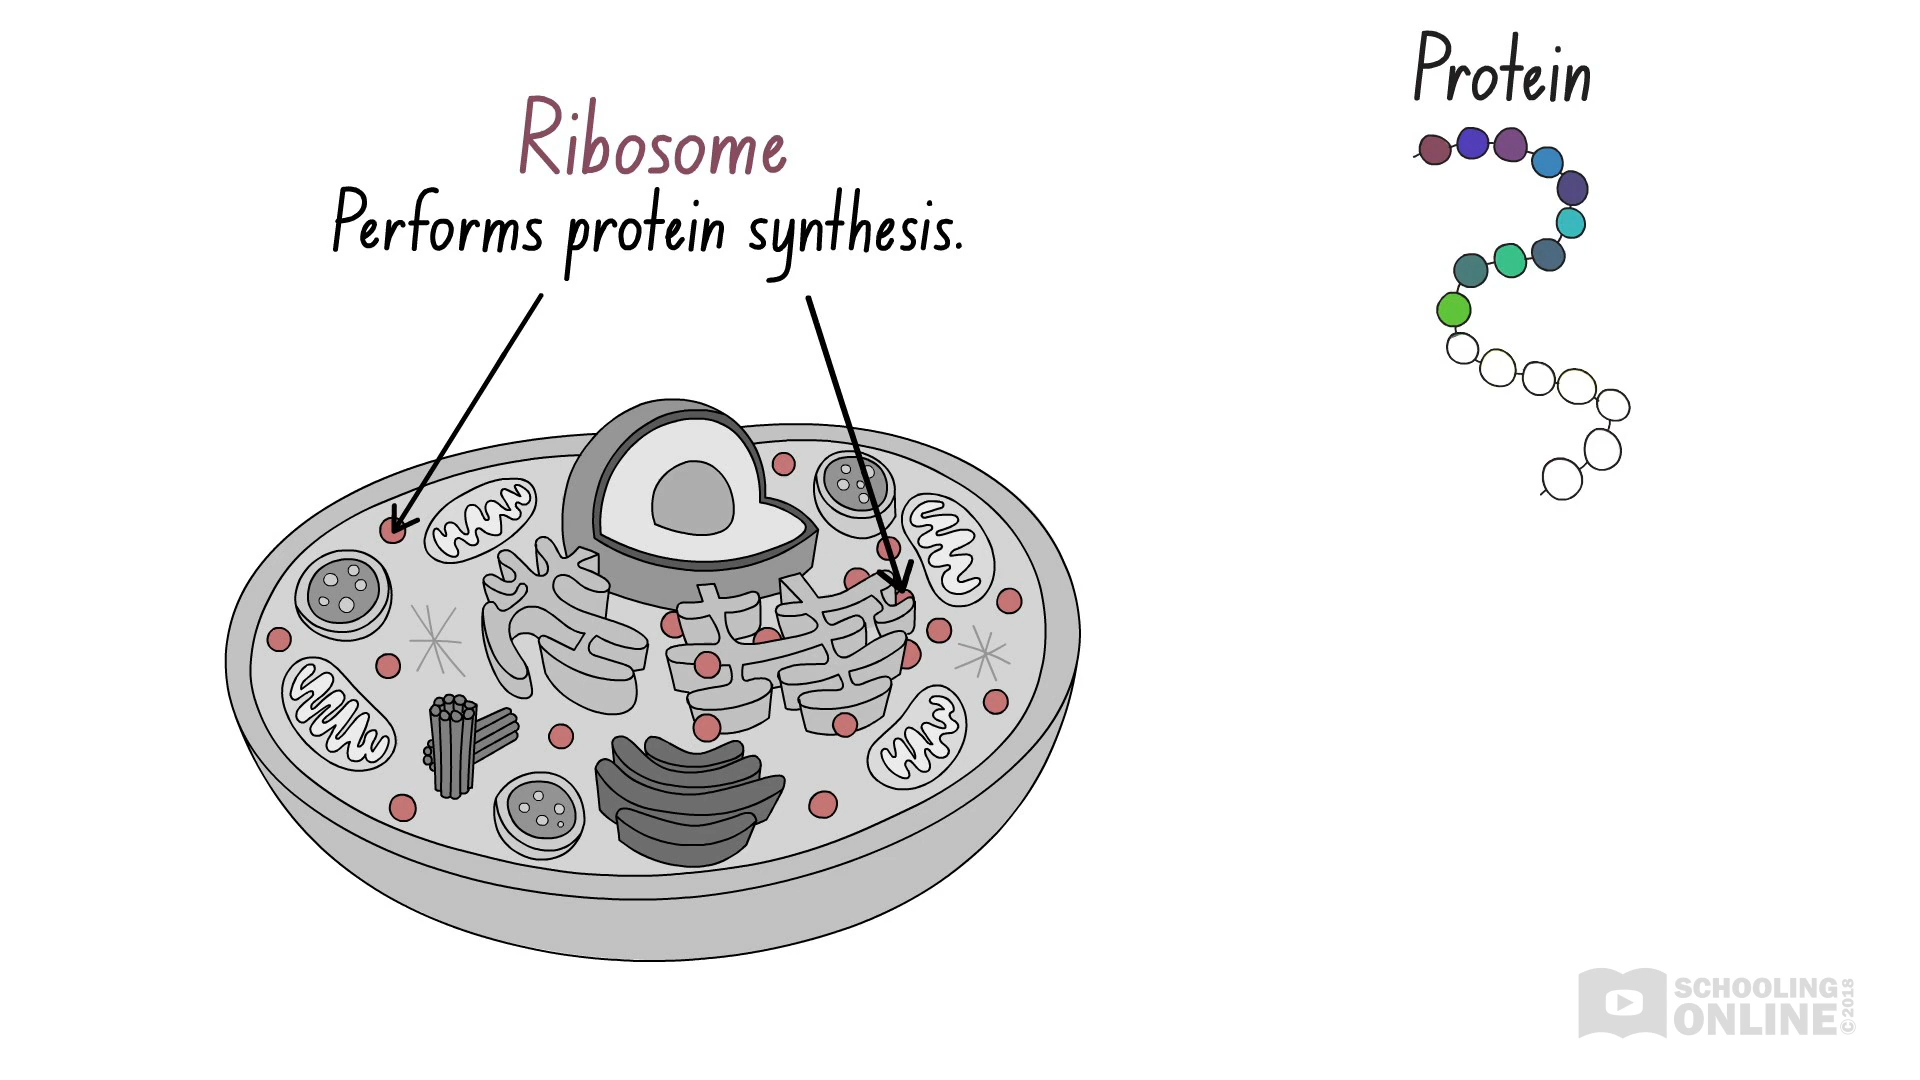 Ribosome
Performs protein synthesis.
Protein
SCHOOLING
ONLINE
©2018